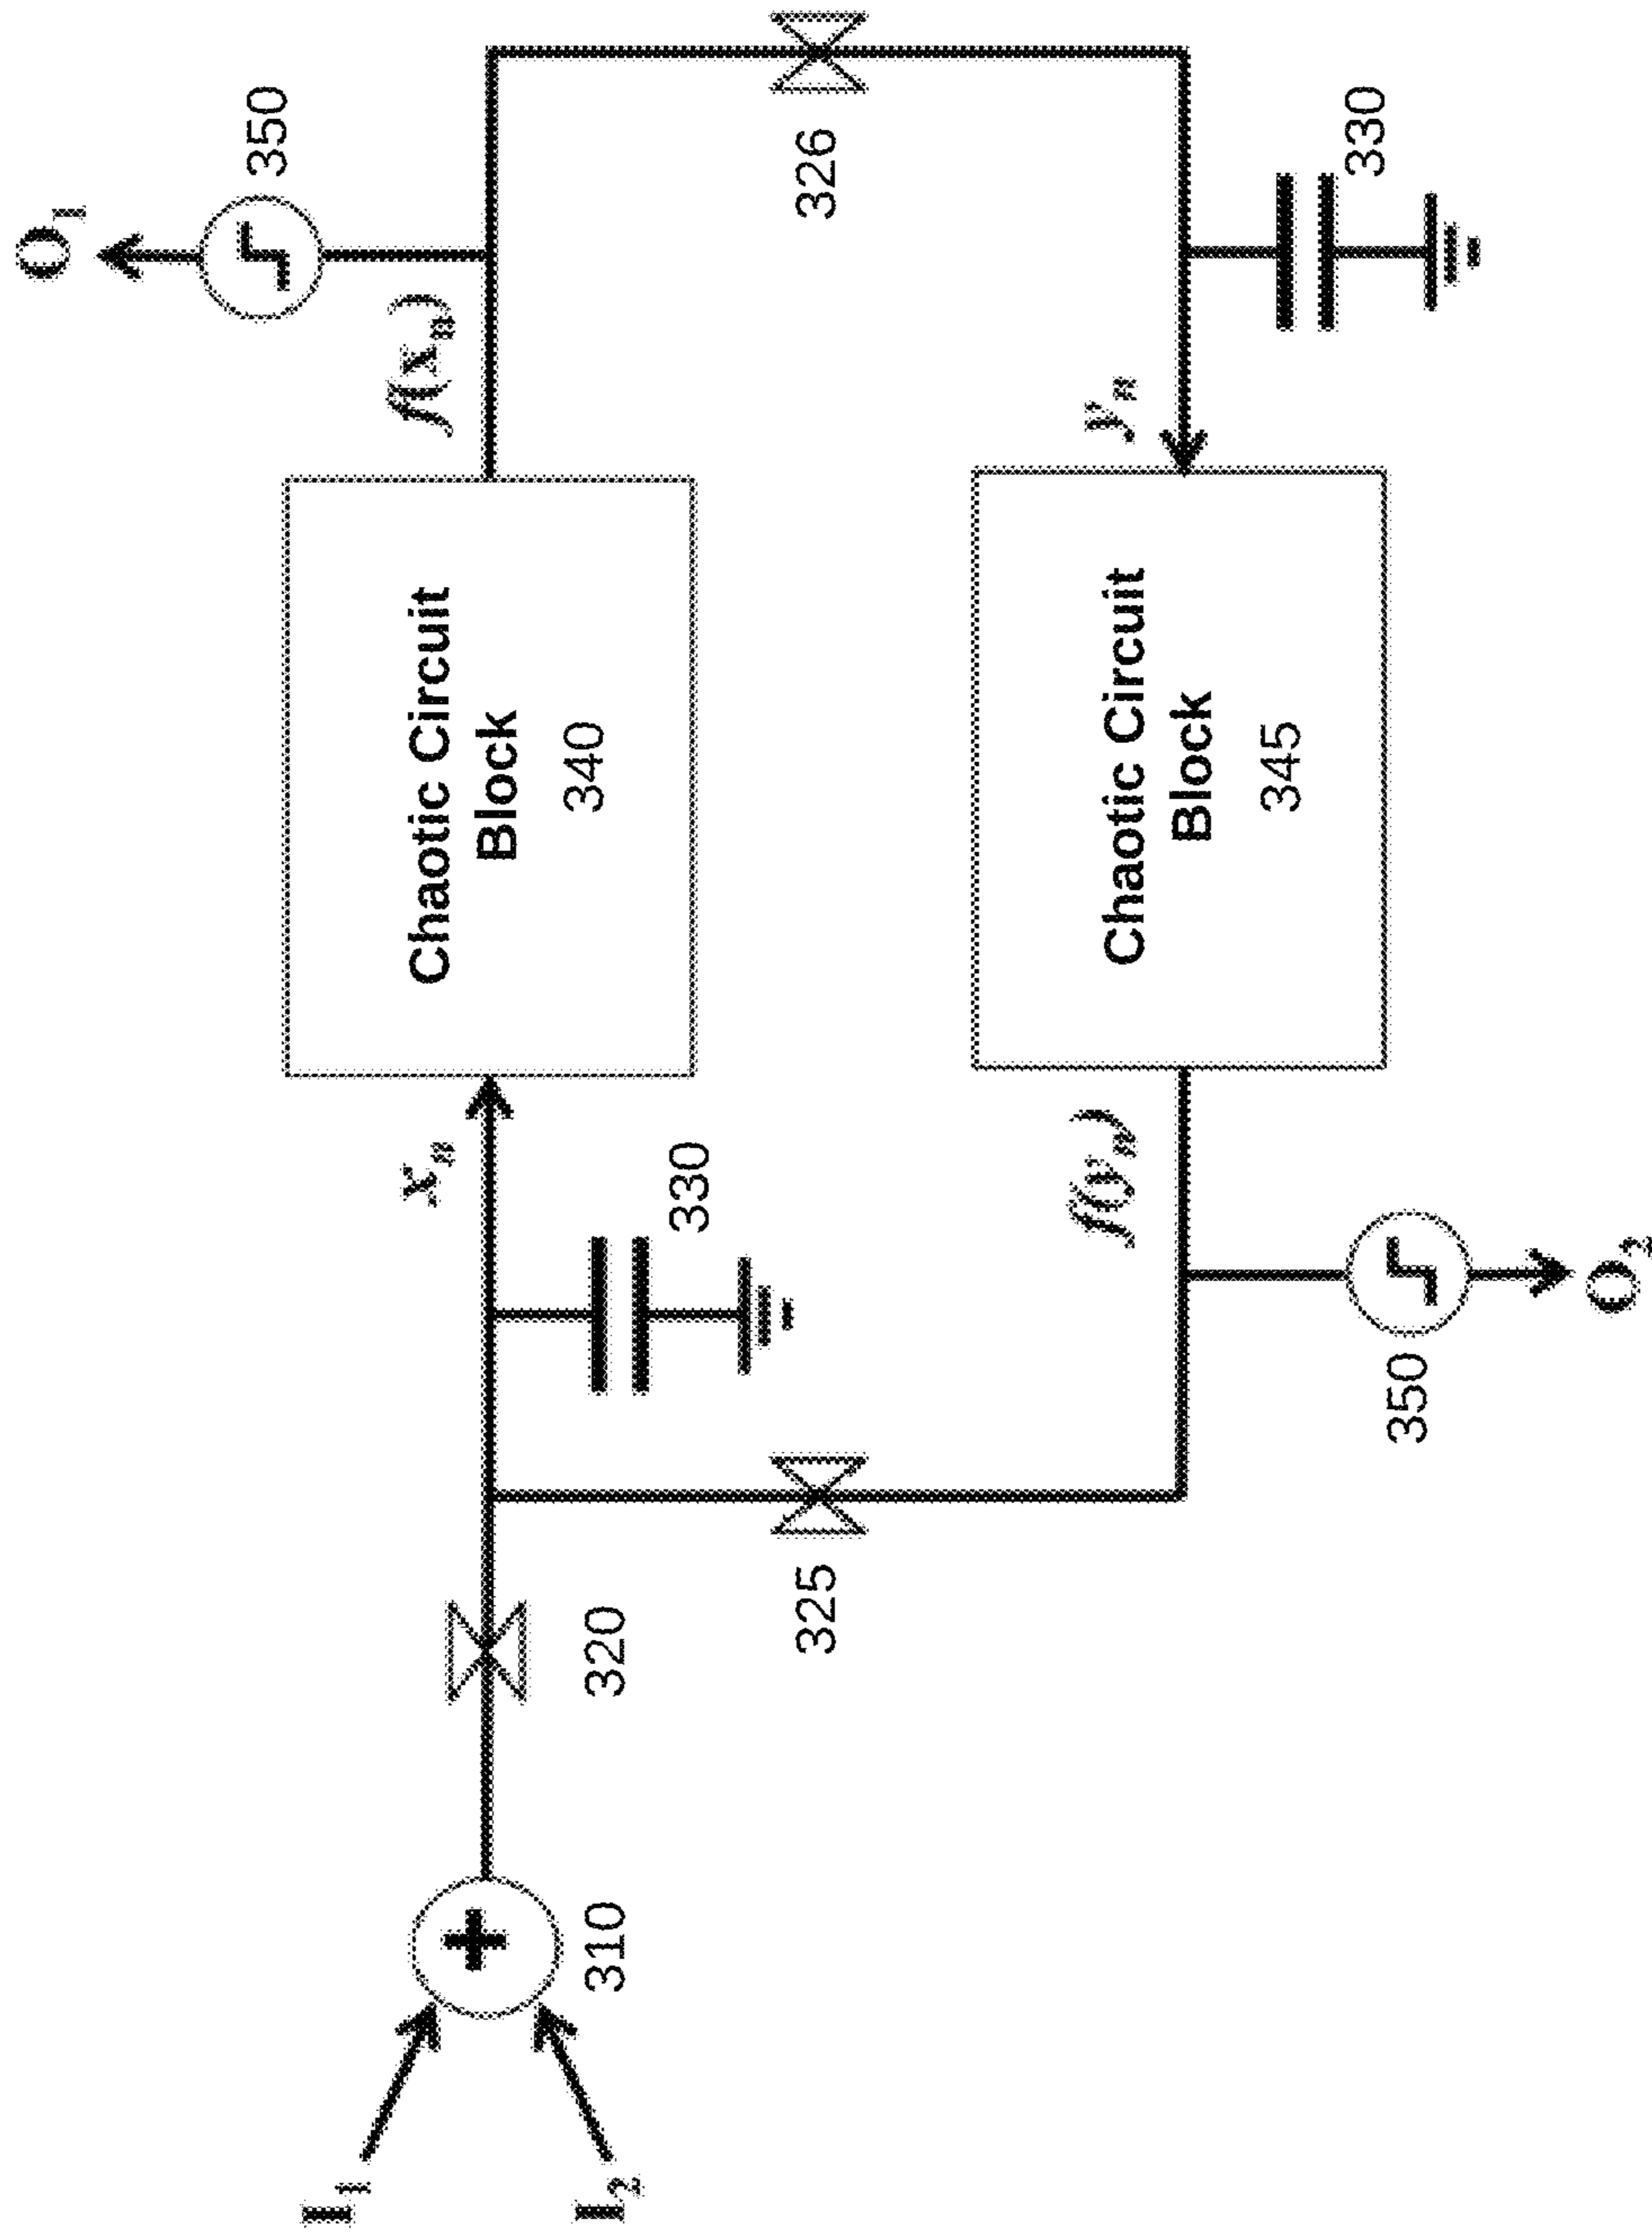 I1
I2
+
310
320
325
330
xn
Chaotic Circuit
Block
340
f(xn)
O1
350
326
330
yn
Chaotic Circuit
Block
345
f(yn)
350
O2